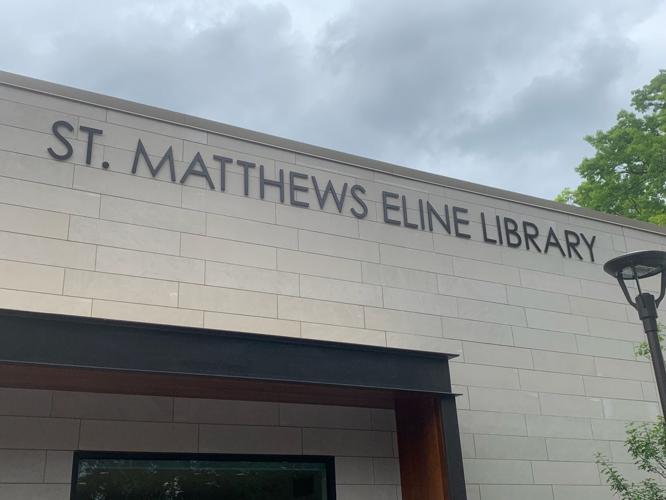 ST. MATTHEWS ELINE LIBRARY